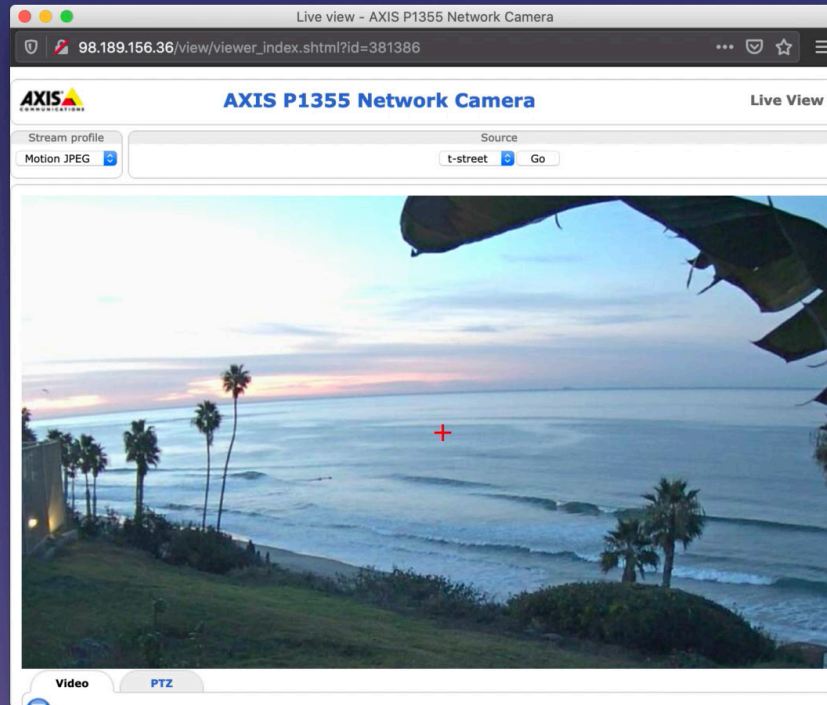 Live view - AXIS P1355 Network Camera
98.189.156.36/view/viewer_index.shtml?id=381386
AXIS
COMMUNICATIONS
AXIS P1355 Network Camera
Live View
Stream profile
Source
Motion JPEG
t-street
Go
Video
PTZ